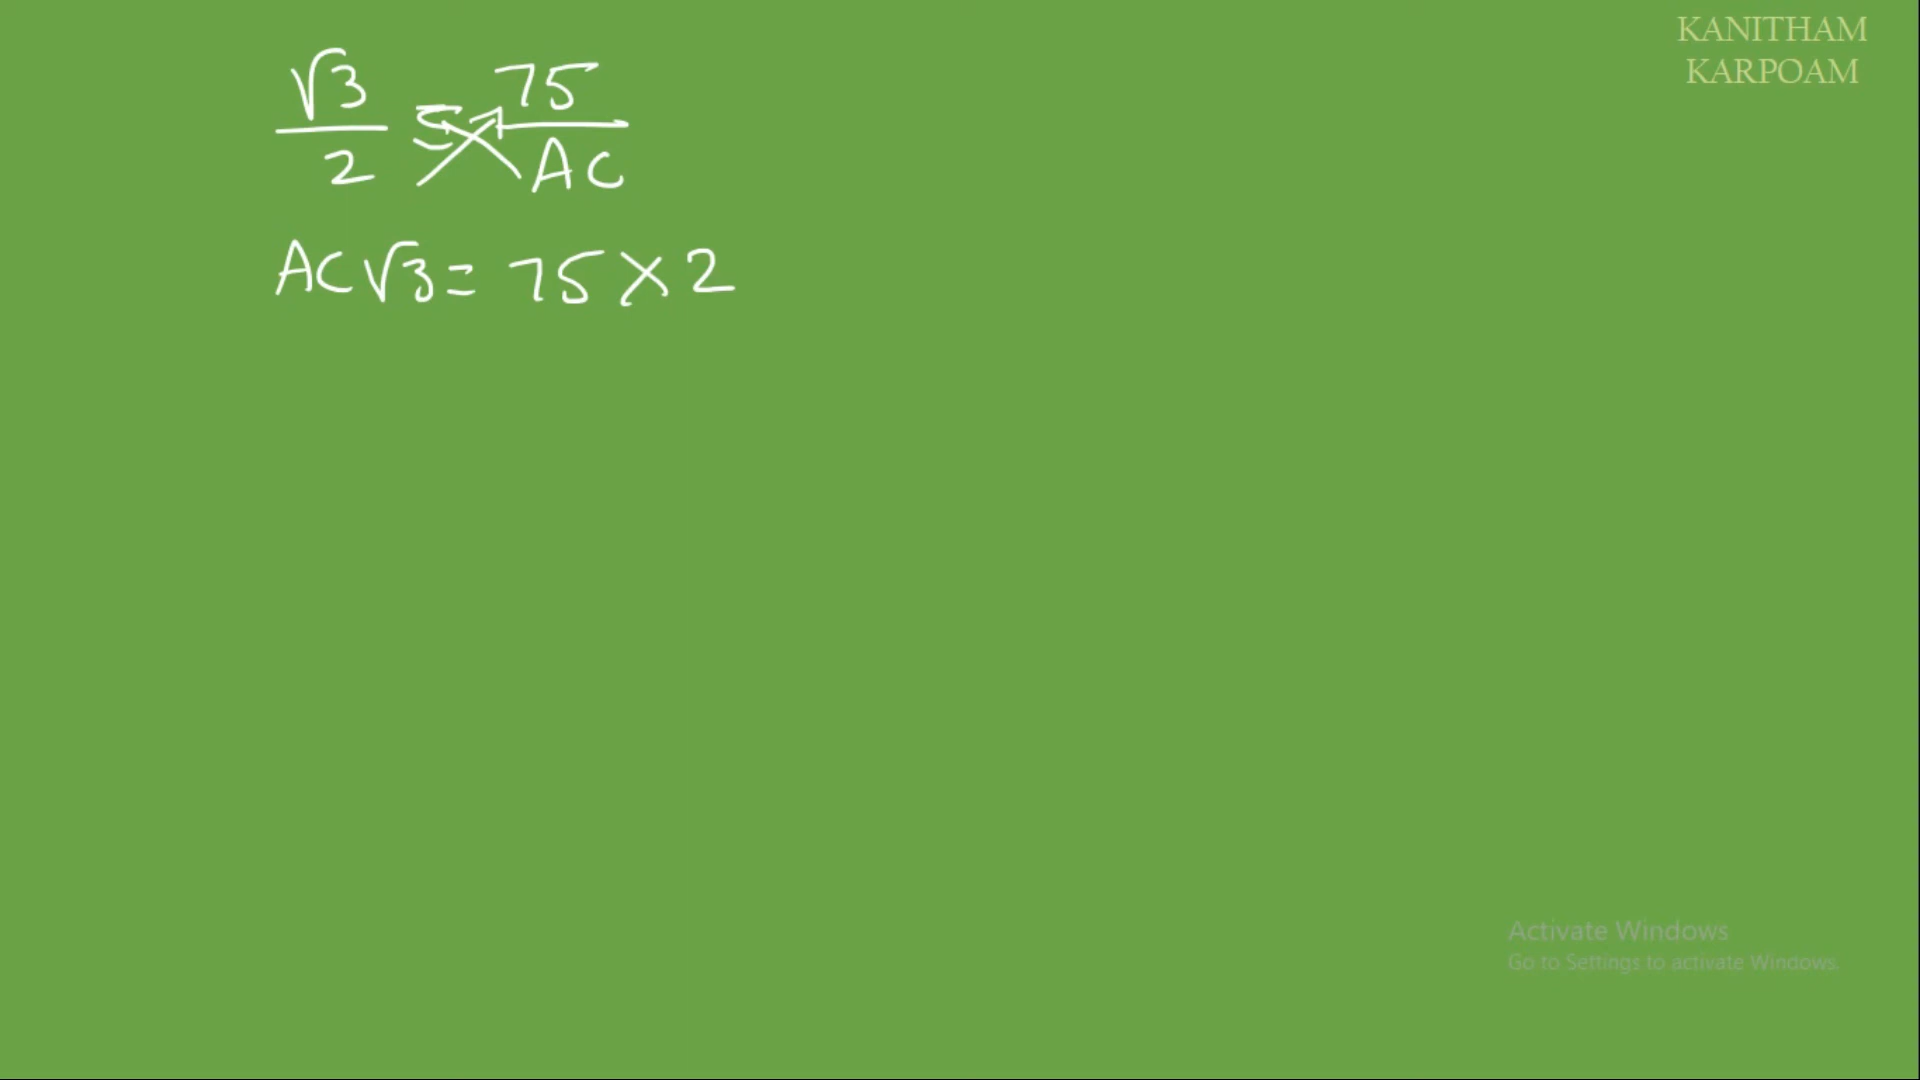 KANITHAM
KARPOAM
√3/2 = 75/AC
AC√3 = 75 × 2
Activate Windows
Go to Settings to activate Windows.